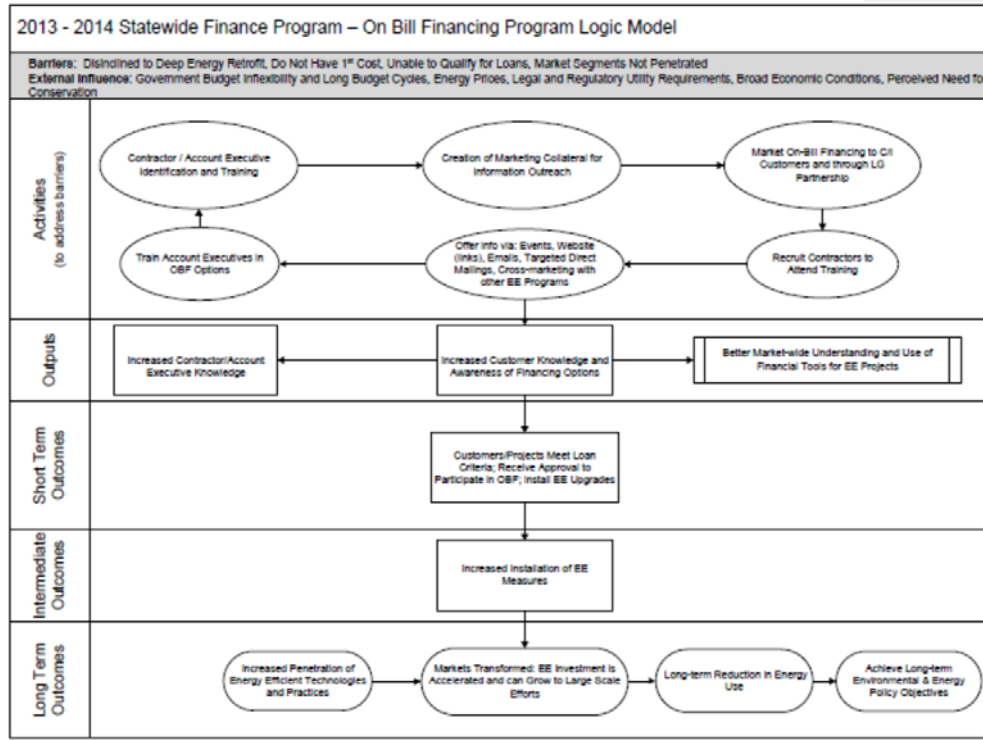 2013 - 2014 Statewide Finance Program – On Bill Financing Program Logic Model
Barriers: Disinclined to Deep Energy Retrofit, Do Not Have 1st Cost, Unable to Qualify for Loans, Market Segments Not Penetrated
External Influence: Government Budget Inflexibility and Long Budget Cycles, Energy Prices, Legal and Regulatory Utility Requirements, Broad Economic Conditions, Perceived Need fo
Conservation
Activities
(to address barriers)
Contractor / Account Executive
Identification and Training
Creation of Marketing Collateral for
Information Outreach
Market On-Bill Financing to C/I
Customers and through LG
Partnership
Train Account Executives in
OBF Options
Offer info via: Events, Website
(links), Emails, Targeted Direct
Mailings, Cross-marketing with
other EE Programs
Recruit Contractors to
Attend Training
Outputs
Increased Contractor/Account
Executive Knowledge
Increased Customer Knowledge and
Awareness of Financing Options
Better Market-wide Understanding and Use of
Financial Tools for EE Projects
Short Term
Outcomes
Customers/Projects Meet Loan
Criteria; Receive Approval to
Participate in OBF; Install EE Upgrades
Intermediate
Outcomes
Increased Installation of EE
Measures
Long Term
Outcomes
Increased Penetration of
Energy Efficient Technologies
and Practices
Markets Transformed: EE Investment is
Accelerated and can Grow to Large Scale
Efforts
Long-term Reduction in Energy
Use
Achieve Long-term
Environmental & Energy
Policy Objectives